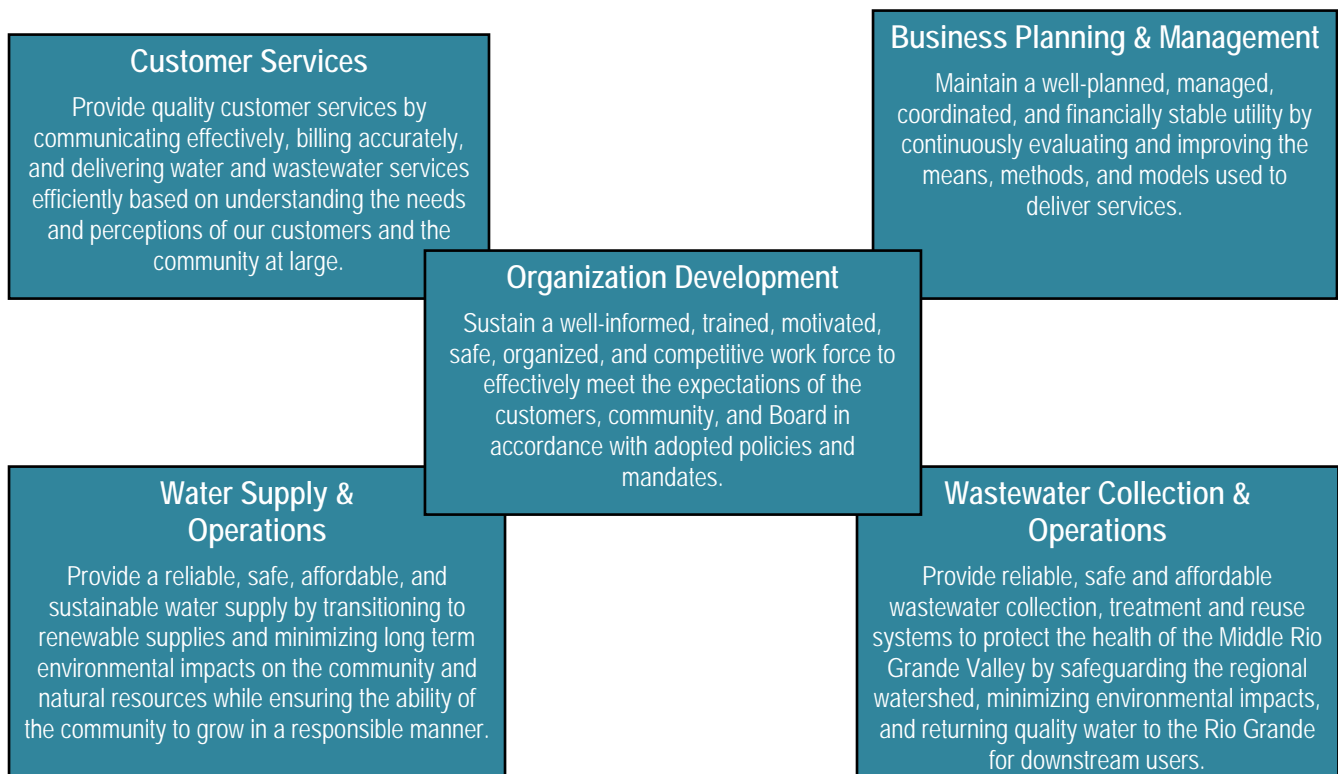 Customer Services
Provide quality customer services by
communicating effectively, billing accurately,
and delivering water and wastewater services
efficiently based on understanding the needs
and perceptions of our customers and the
community at large.
Business Planning & Management
Maintain a well-planned, managed,
coordinated, and financially stable utility by
continuously evaluating and improving the
means, methods, and models used to
deliver services.
Organization Development
Sustain a well-informed, trained, motivated,
safe, organized, and competitive work force to
effectively meet the expectations of the
customers, community, and Board in
accordance with adopted policies and
mandates.
Water Supply &
Operations
Provide a reliable, safe, affordable, and
sustainable water supply by transitioning to
renewable supplies and minimizing long term
environmental impacts on the community and
natural resources while ensuring the ability of
the community to grow in a responsible manner.
Wastewater Collection &
Operations
Provide reliable, safe and affordable
wastewater collection, treatment and reuse
systems to protect the health of the Middle Rio
Grande Valley by safeguarding the regional
watershed, minimizing environmental impacts,
and returning quality water to the Rio Grande
for downstream users.